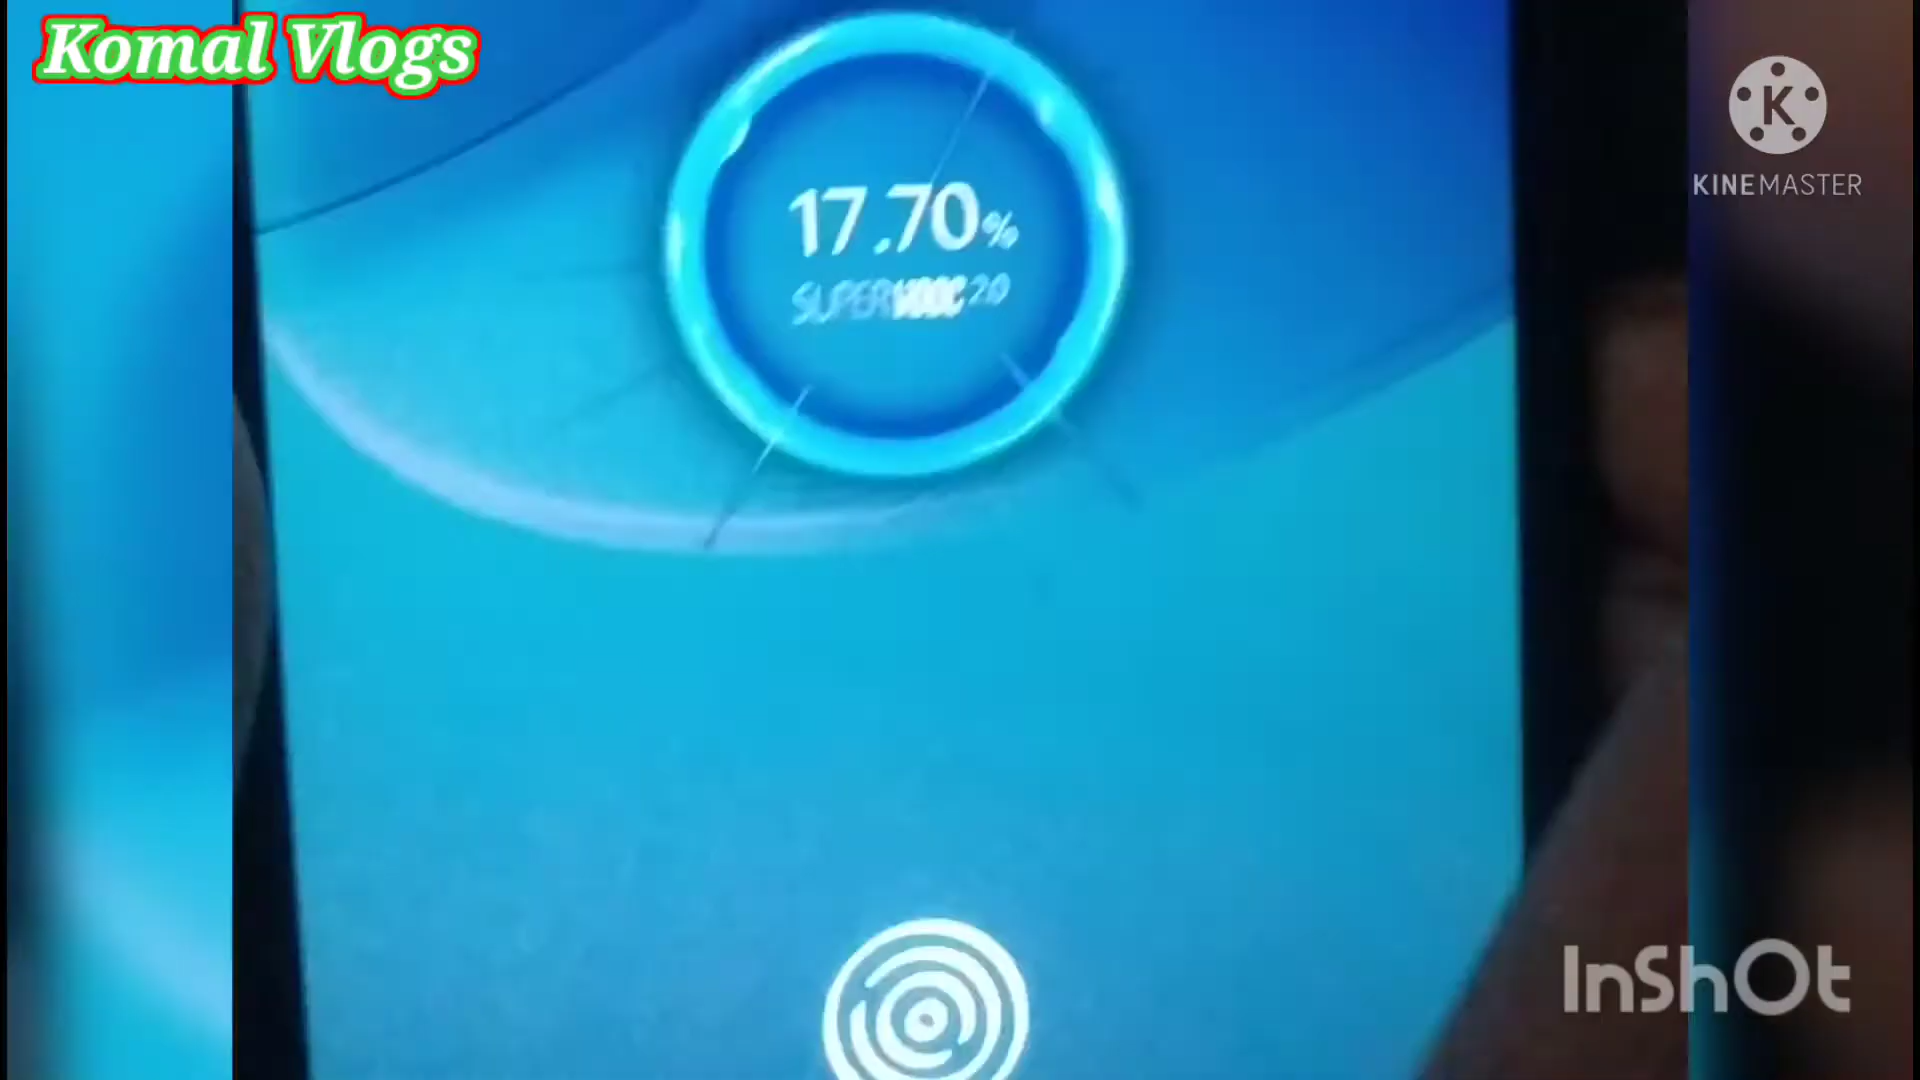 Komal Vlogs
K
KINEMASTER
17.70%
SUPERVOOC 2.0
InShOt